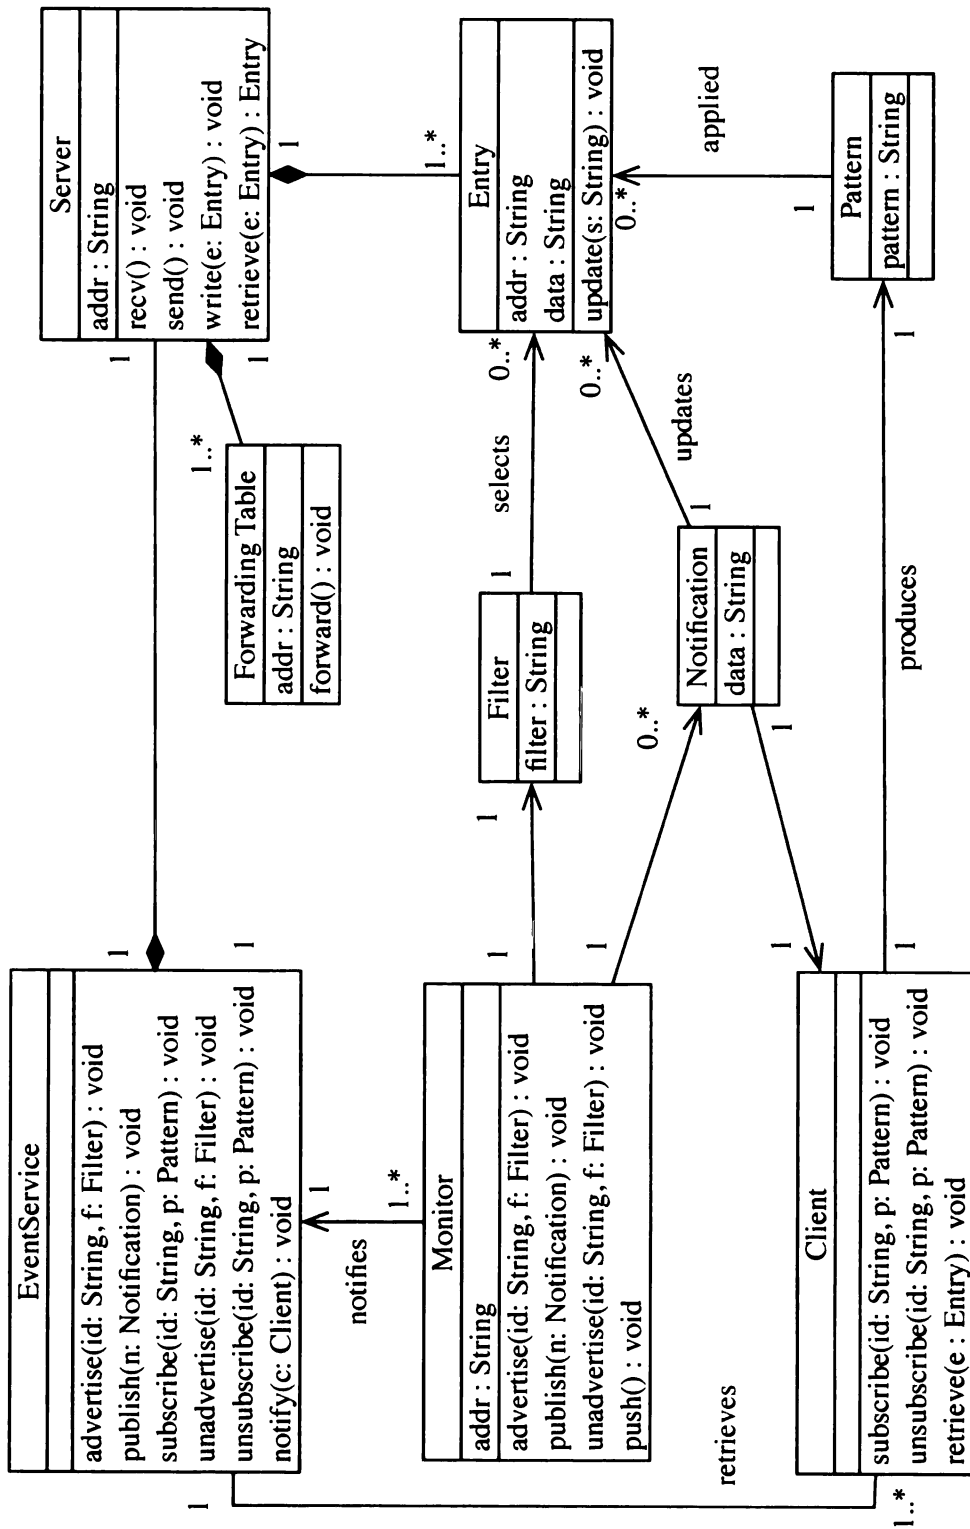 EventService
advertise(id: String, f: Filter) : void
publish(n: Notification) : void
subscribe(id: String, p: Pattern) : void
unadvertise(id: String, f: Filter) : void
unsubscribe(id: String, p: Pattern) : void
notify(c: Client) : void
1
1
1
1
Server
addr : String
recv() : void
send() : void
write(e: Entry) : void
retrieve(e: Entry) : Entry
1
1
1
1..*
Forwarding Table
addr : String
forward() : void
notifies
1
1..*
Monitor
addr : String
advertise(id: String, f: Filter) : void
publish(n: Notification) : void
unadvertise(id: String, f: Filter) : void
push() : void
1
1
1
Filter
filter : String
1
selects
0..*
1..*
Entry
addr : String
data : String
update(s: String) : void
0..*
0..*
0..*
Notification
data : String
1
updates
1
1
applied
1
retrieves
1..*
Client
subscribe(id: String, p: Pattern) : void
unsubscribe(id: String, p: Pattern) : void
retrieve(e : Entry) : void
1
produces
1
Pattern
pattern : String